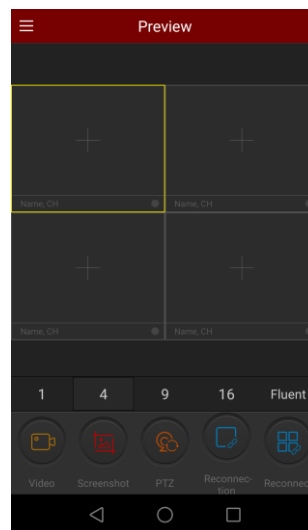 Preview
Name, CH
Name, CH
Name, CH
Name, CH
1 4 9 16 Fluent
Video Screenshot PTZ Reconnec-
tion Reconnec